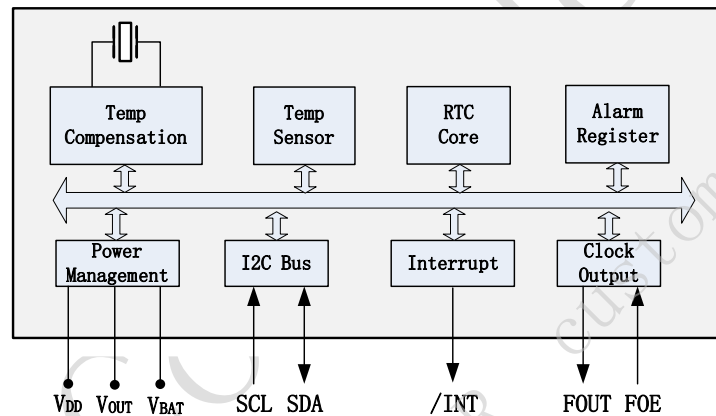 Temp
Compensation
Temp
Sensor
RTC
Core
Alarm
Register
Power
Management
I2C Bus
Interrupt
Clock
Output
VDD VOUT VBAT SCL SDA /INT FOUT FOE